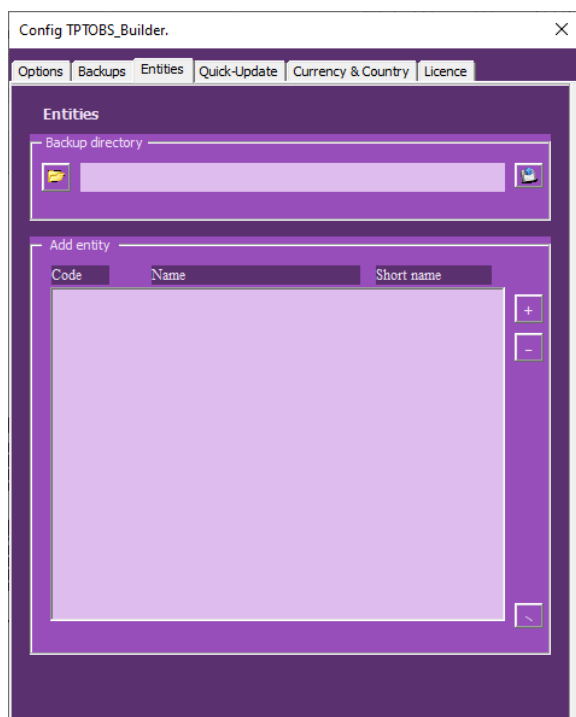 Config TPTOBS_Builder.
Options Backups Entities Quick-Update Currency & Country Licence
Entities
Backup directory
Add entity
Code Name Short name
+
-